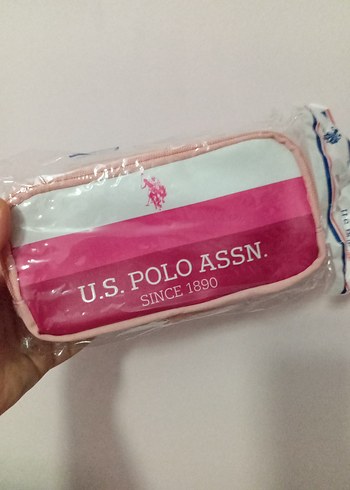 U.S. POLO ASSN.
SINCE 1890